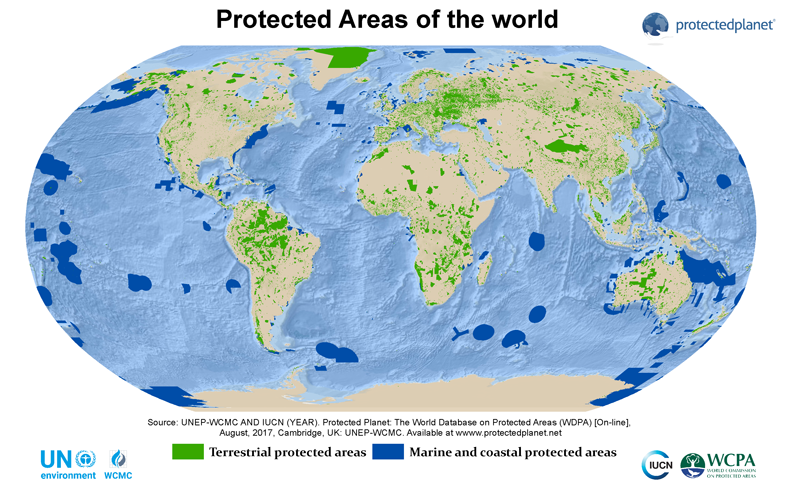 Protected Areas of the world
protectedplanet®
Source: UNEP-WCMC AND IUCN (YEAR). Protected Planet: The World Database on Protected Areas (WDPA) [On-line],
August, 2017, Cambridge, UK: UNEP-WCMC. Available at wwww.protectedplanet.net
Terrestrial protected areas
Marine and coastal protected areas
UN
environment
WCMC
IUCN
WCPA
WORLD COMMISSION
ON PROTECTED AREAS